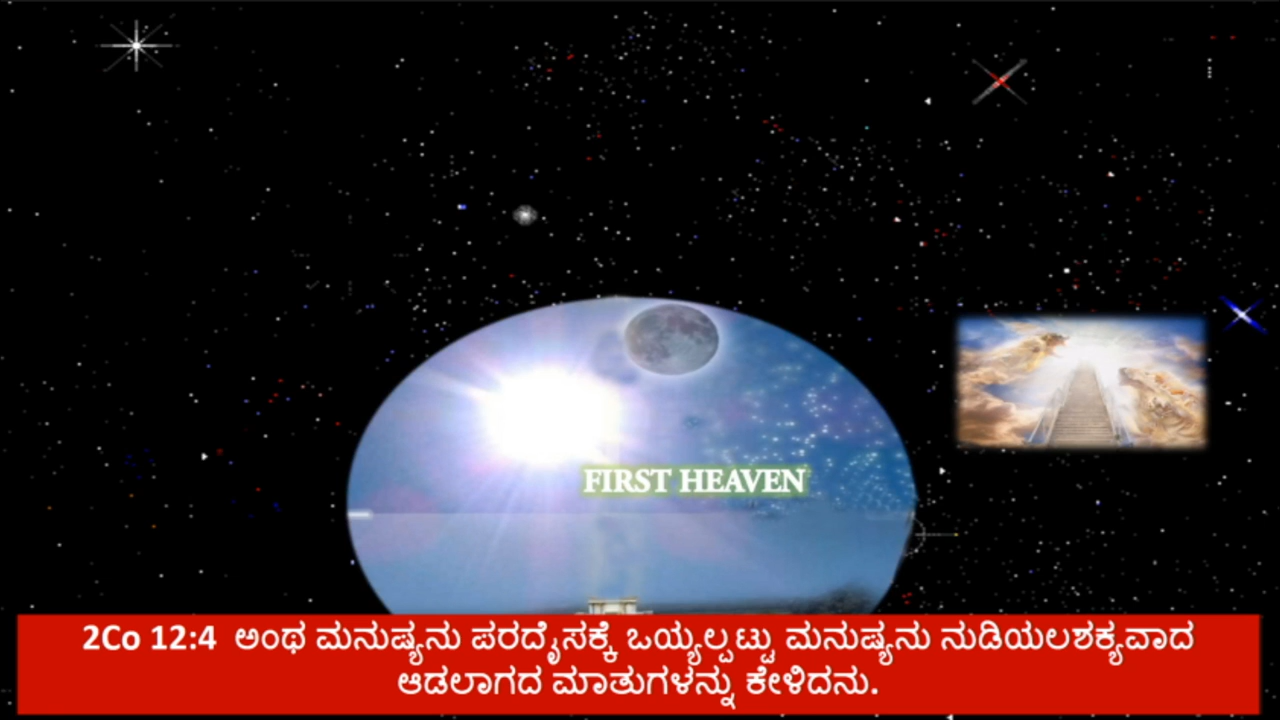 FIRST HEAVEN
2Co 12:4 ಅಂಥ ಮನುಷ್ಯನು ಪರದೈಸಕ್ಕೆ ಒಯ್ಯಲ್ಪಟ್ಟು ಮನುಷ್ಯನು ನುಡಿಯಲಶಕ್ಯವಾದ
ಆಡಲಾಗದ ಮಾತುಗಳನ್ನು ಕೇಳಿದನು.